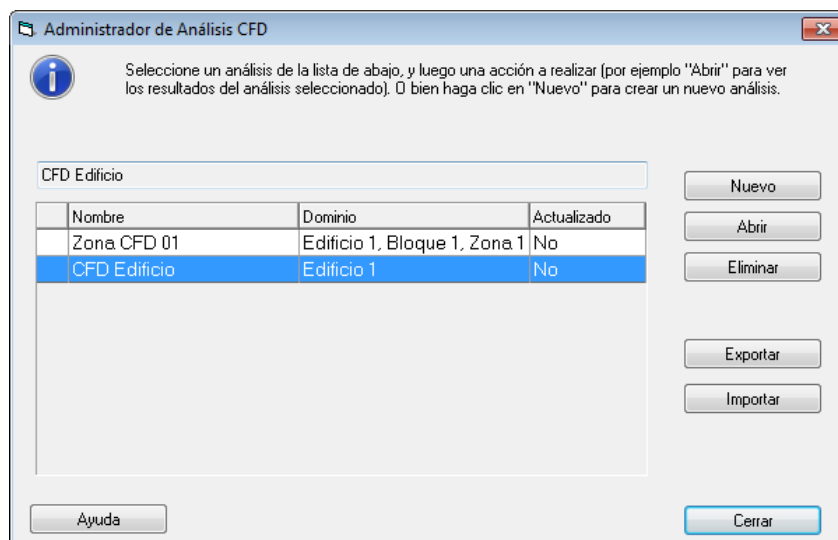 Administrador de Análisis CFD
Seleccione un análisis de la lista de abajo, y luego una acción a realizar (por ejemplo "Abrir" para ver
los resultados del análisis seleccionado). O bien haga clic en "Nuevo" para crear un nuevo análisis.
CFD Edificio
Nombre Dominio Actualizado
Zona CFD 01 Edificio 1, Bloque 1, Zona 1 No
CFD Edificio Edificio 1 No
Nuevo
Abrir
Eliminar
Exportar
Importar
Ayuda
Cerrar